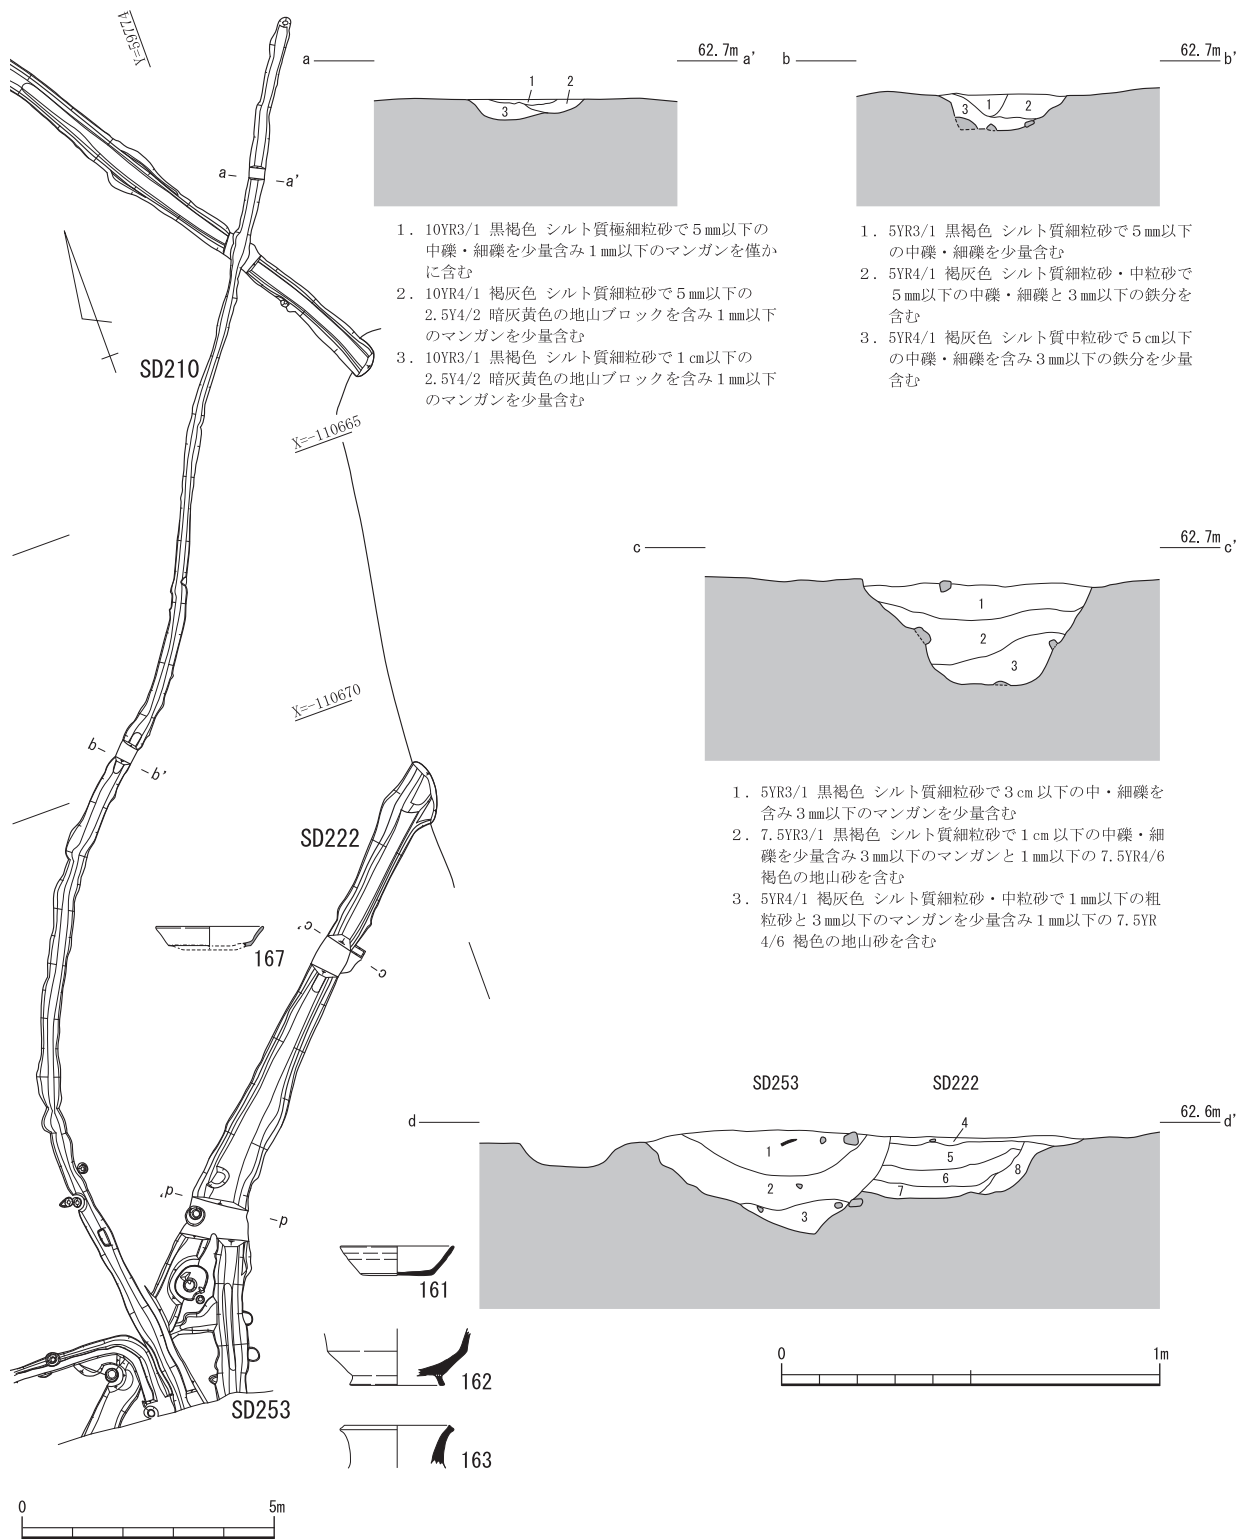 Y=59774
a
62.7m
a'
1
2
3
b
62.7m
b'
3
1
2
a
a'
1. 10YR3/1 黒褐色 シルト質極細粒砂で５㎜以下の
中礫・細礫を少量含み１㎜以下のマンガンを僅か
に含む
2. 10YR4/1 褐灰色 シルト質細粒砂で５㎜以下の
2.5Y4/2 暗灰黄色の地山ブロックを含み１㎜以下
のマンガンを少量含む
3. 10YR3/1 黒褐色 シルト質細粒砂で１㎝以下の
2.5Y4/2 暗灰黄色の地山ブロックを含み１㎜以下
のマンガンを少量含む
1. 5YR3/1 黒褐色 シルト質細粒砂で５㎜以下
の中礫・細礫を少量含む
2. 5YR4/1 褐灰色 シルト質細粒砂・中粒砂で
５㎜以下の中礫・細礫と３㎜以下の鉄分を
含む
3. 5YR4/1 褐灰色 シルト質中粒砂で５㎝以下
の中礫・細礫を含み３㎜以下の鉄分を少量
含む
SD210
X=-110665
c
62.7m
c'
1
2
3
X=-110670
b
b'
1. 5YR3/1 黒褐色 シルト質細粒砂で３㎝以下の中・細礫を
含み３㎜以下のマンガンを少量含む
2. 7.5YR3/1 黒褐色 シルト質細粒砂で１㎝以下の中礫・細
礫を少量含み３㎜以下のマンガンと１㎜以下の 7.5YR4/6
褐色の地山砂を含む
3. 5YR4/1 褐灰色 シルト質細粒砂・中粒砂で１㎜以下の粗
粒砂と３㎜以下のマンガンを少量含み１㎜以下の 7.5YR
4/6 褐色の地山砂を含む
SD222
167
c'
c
SD253
SD222
d
62.6m
d'
1
2
3
4
5
6
7
8
d'
d
161
162
163
SD253
0
1m
0
5m